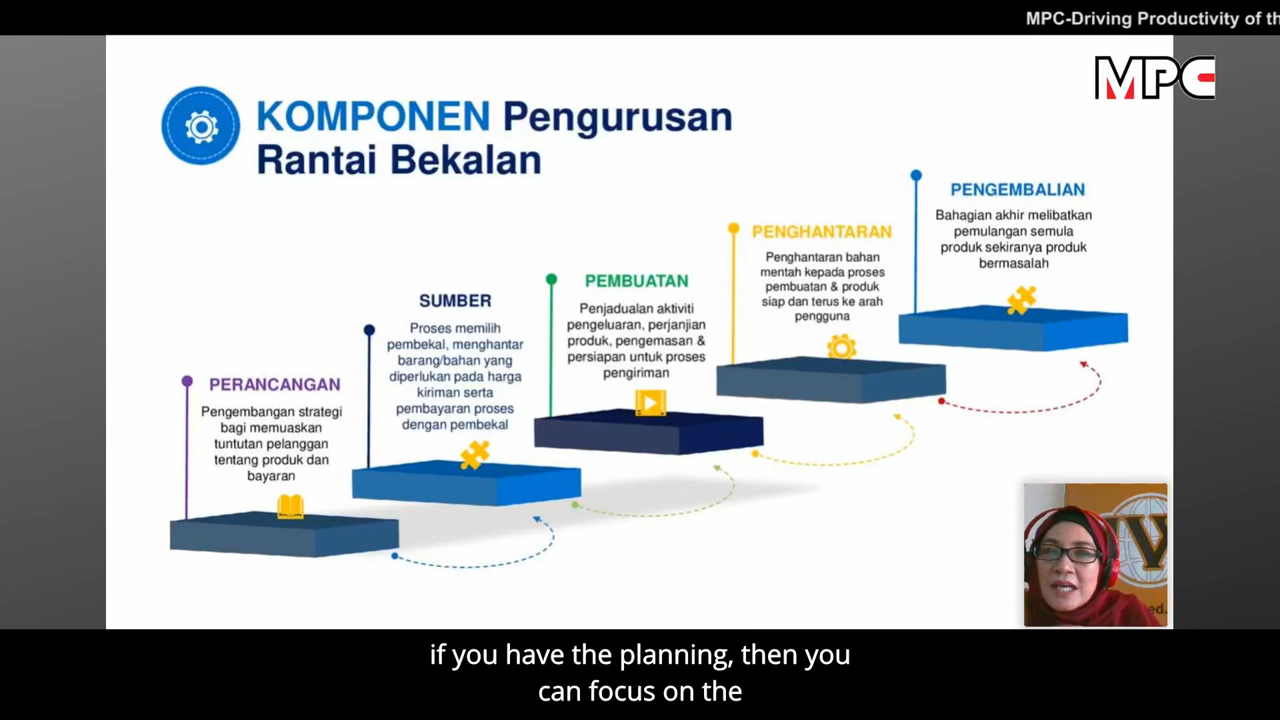 MPC-Driving Productivity of th
MPC
KOMPONEN Pengurusan
Rantai Bekalan
PERANCANGAN
Pengembangan strategi
bagi memuaskan
tuntutan pelanggan
tentang produk dan
bayaran
SUMBER
Proses memilih
pembekal, menghantar
barang/bahan yang
diperlukan pada harga
kiriman serta
pembayaran proses
dengan pembekal
PEMBUATAN
Penjadualan aktiviti
pengeluaran, perjanjian
produk, pengemasan &
persiapan untuk proses
pengiriman
PENGHANTARAN
Penghantaran bahan
mentah kepada proses
pembuatan & produk
siap dan terus ke arah
pengguna
PENGEMBALIAN
Bahagian akhir melibatkan
pemulangan semula
produk sekiranya produk
bermasalah
if you have the planning, then you
can focus on the